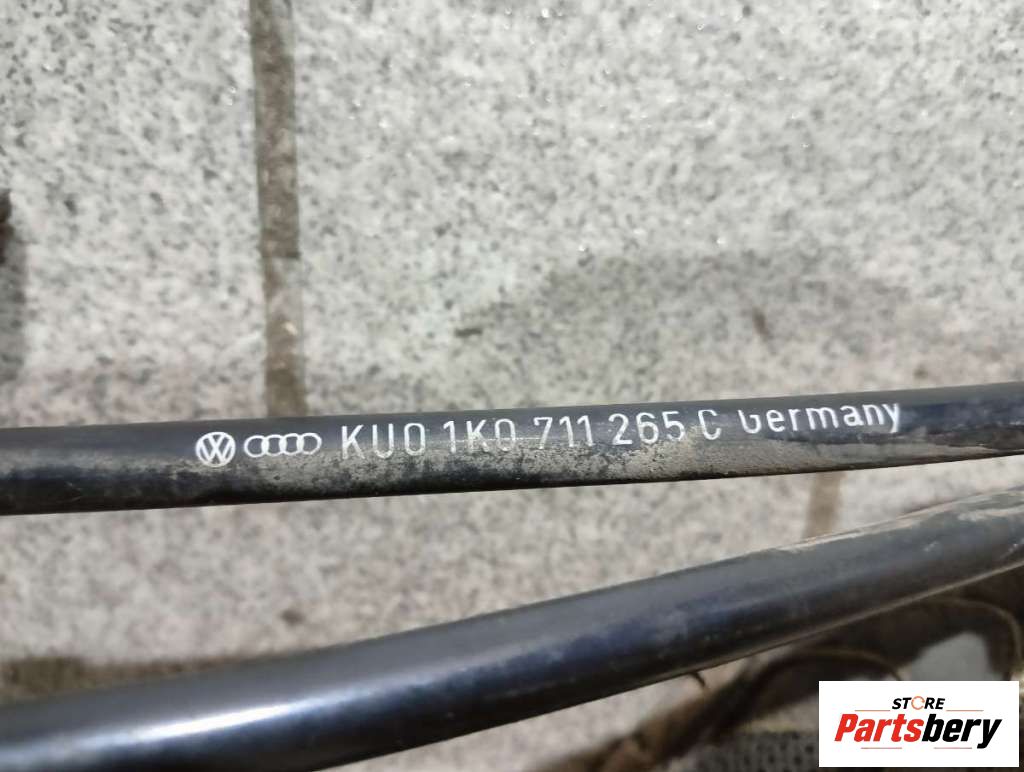 KU0 1K0 711 265 C Germany
STORE
Partsbery